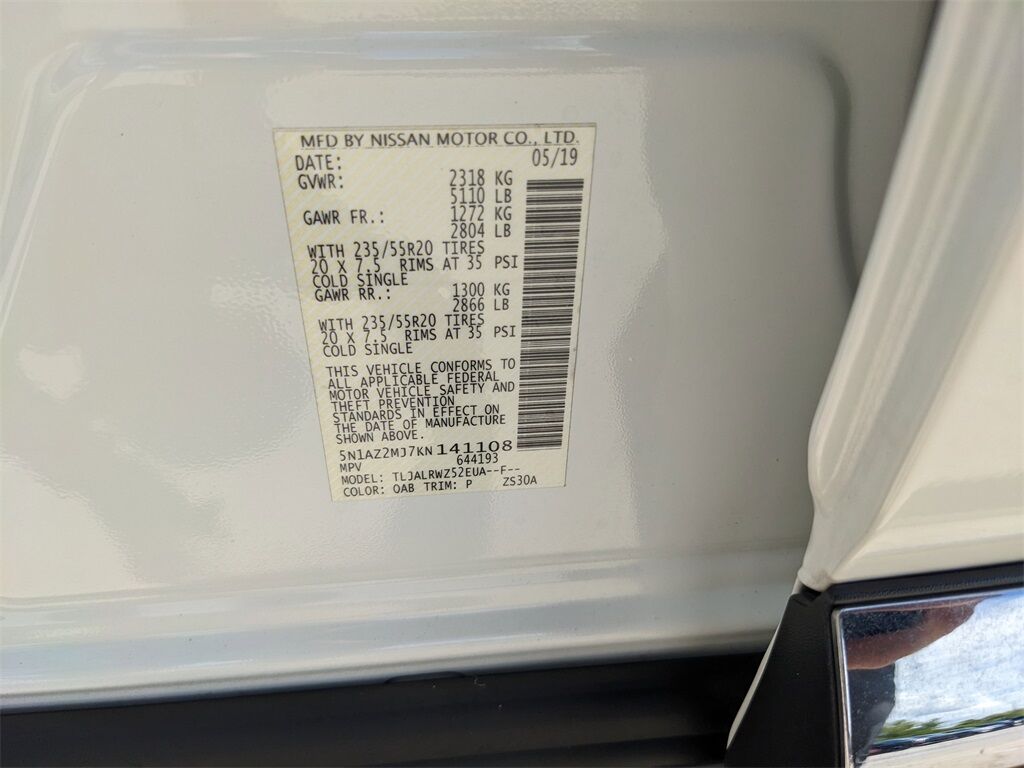 MFD BY NISSAN MOTOR CO., LTD.
DATE: 05/19
GVWR: 2318 KG
5110 LB
GAWR FR.: 1272 KG
2804 LB
WITH 235/55R20 TIRES
20 X 7.5 RIMS AT 35 PSI
COLD SINGLE
GAWR RR.: 1300 KG
2866 LB
WITH 235/55R20 TIRES
20 X 7.5 RIMS AT 35 PSI
COLD SINGLE
THIS VEHICLE CONFORMS TO
ALL APPLICABLE FEDERAL
MOTOR VEHICLE SAFETY AND
THEFT PREVENTION
STANDARDS IN EFFECT ON
THE DATE OF MANUFACTURE
SHOWN ABOVE.
5N1AZ2MJ7KN141108
MPV 644193
MODEL: TLJALRWZ52EUA--F--
COLOR: QAB TRIM: P ZS30A